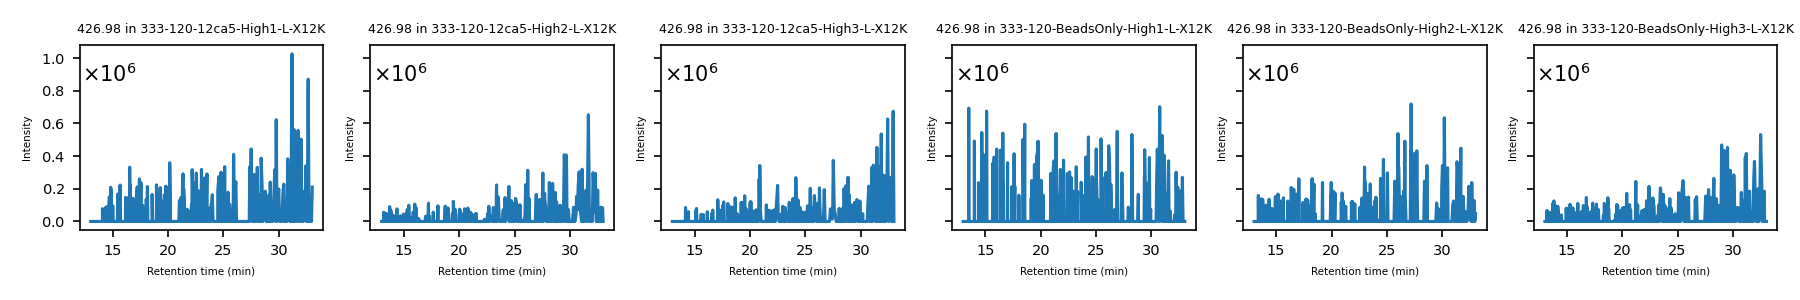 426.98 in 333-120-12ca5-High1-L-X12K
426.98 in 333-120-12ca5-High2-L-X12K
426.98 in 333-120-12ca5-High3-L-X12K
426.98 in 333-120-BeadsOnly-High1-L-X12K
426.98 in 333-120-BeadsOnly-High2-L-X12K
426.98 in 333-120-BeadsOnly-High3-L-X12K
×10⁶ ×10⁶ ×10⁶ ×10⁶ ×10⁶ ×10⁶
1.0
0.8
0.6
0.4
0.2
0.0
Intensity Intensity Intensity Intensity Intensity Intensity
15 20 25 30 15 20 25 30 15 20 25 30 15 20 25 30 15 20 25 30 15 20 25 30
Retention time (min) Retention time (min) Retention time (min) Retention time (min) Retention time (min) Retention time (min)